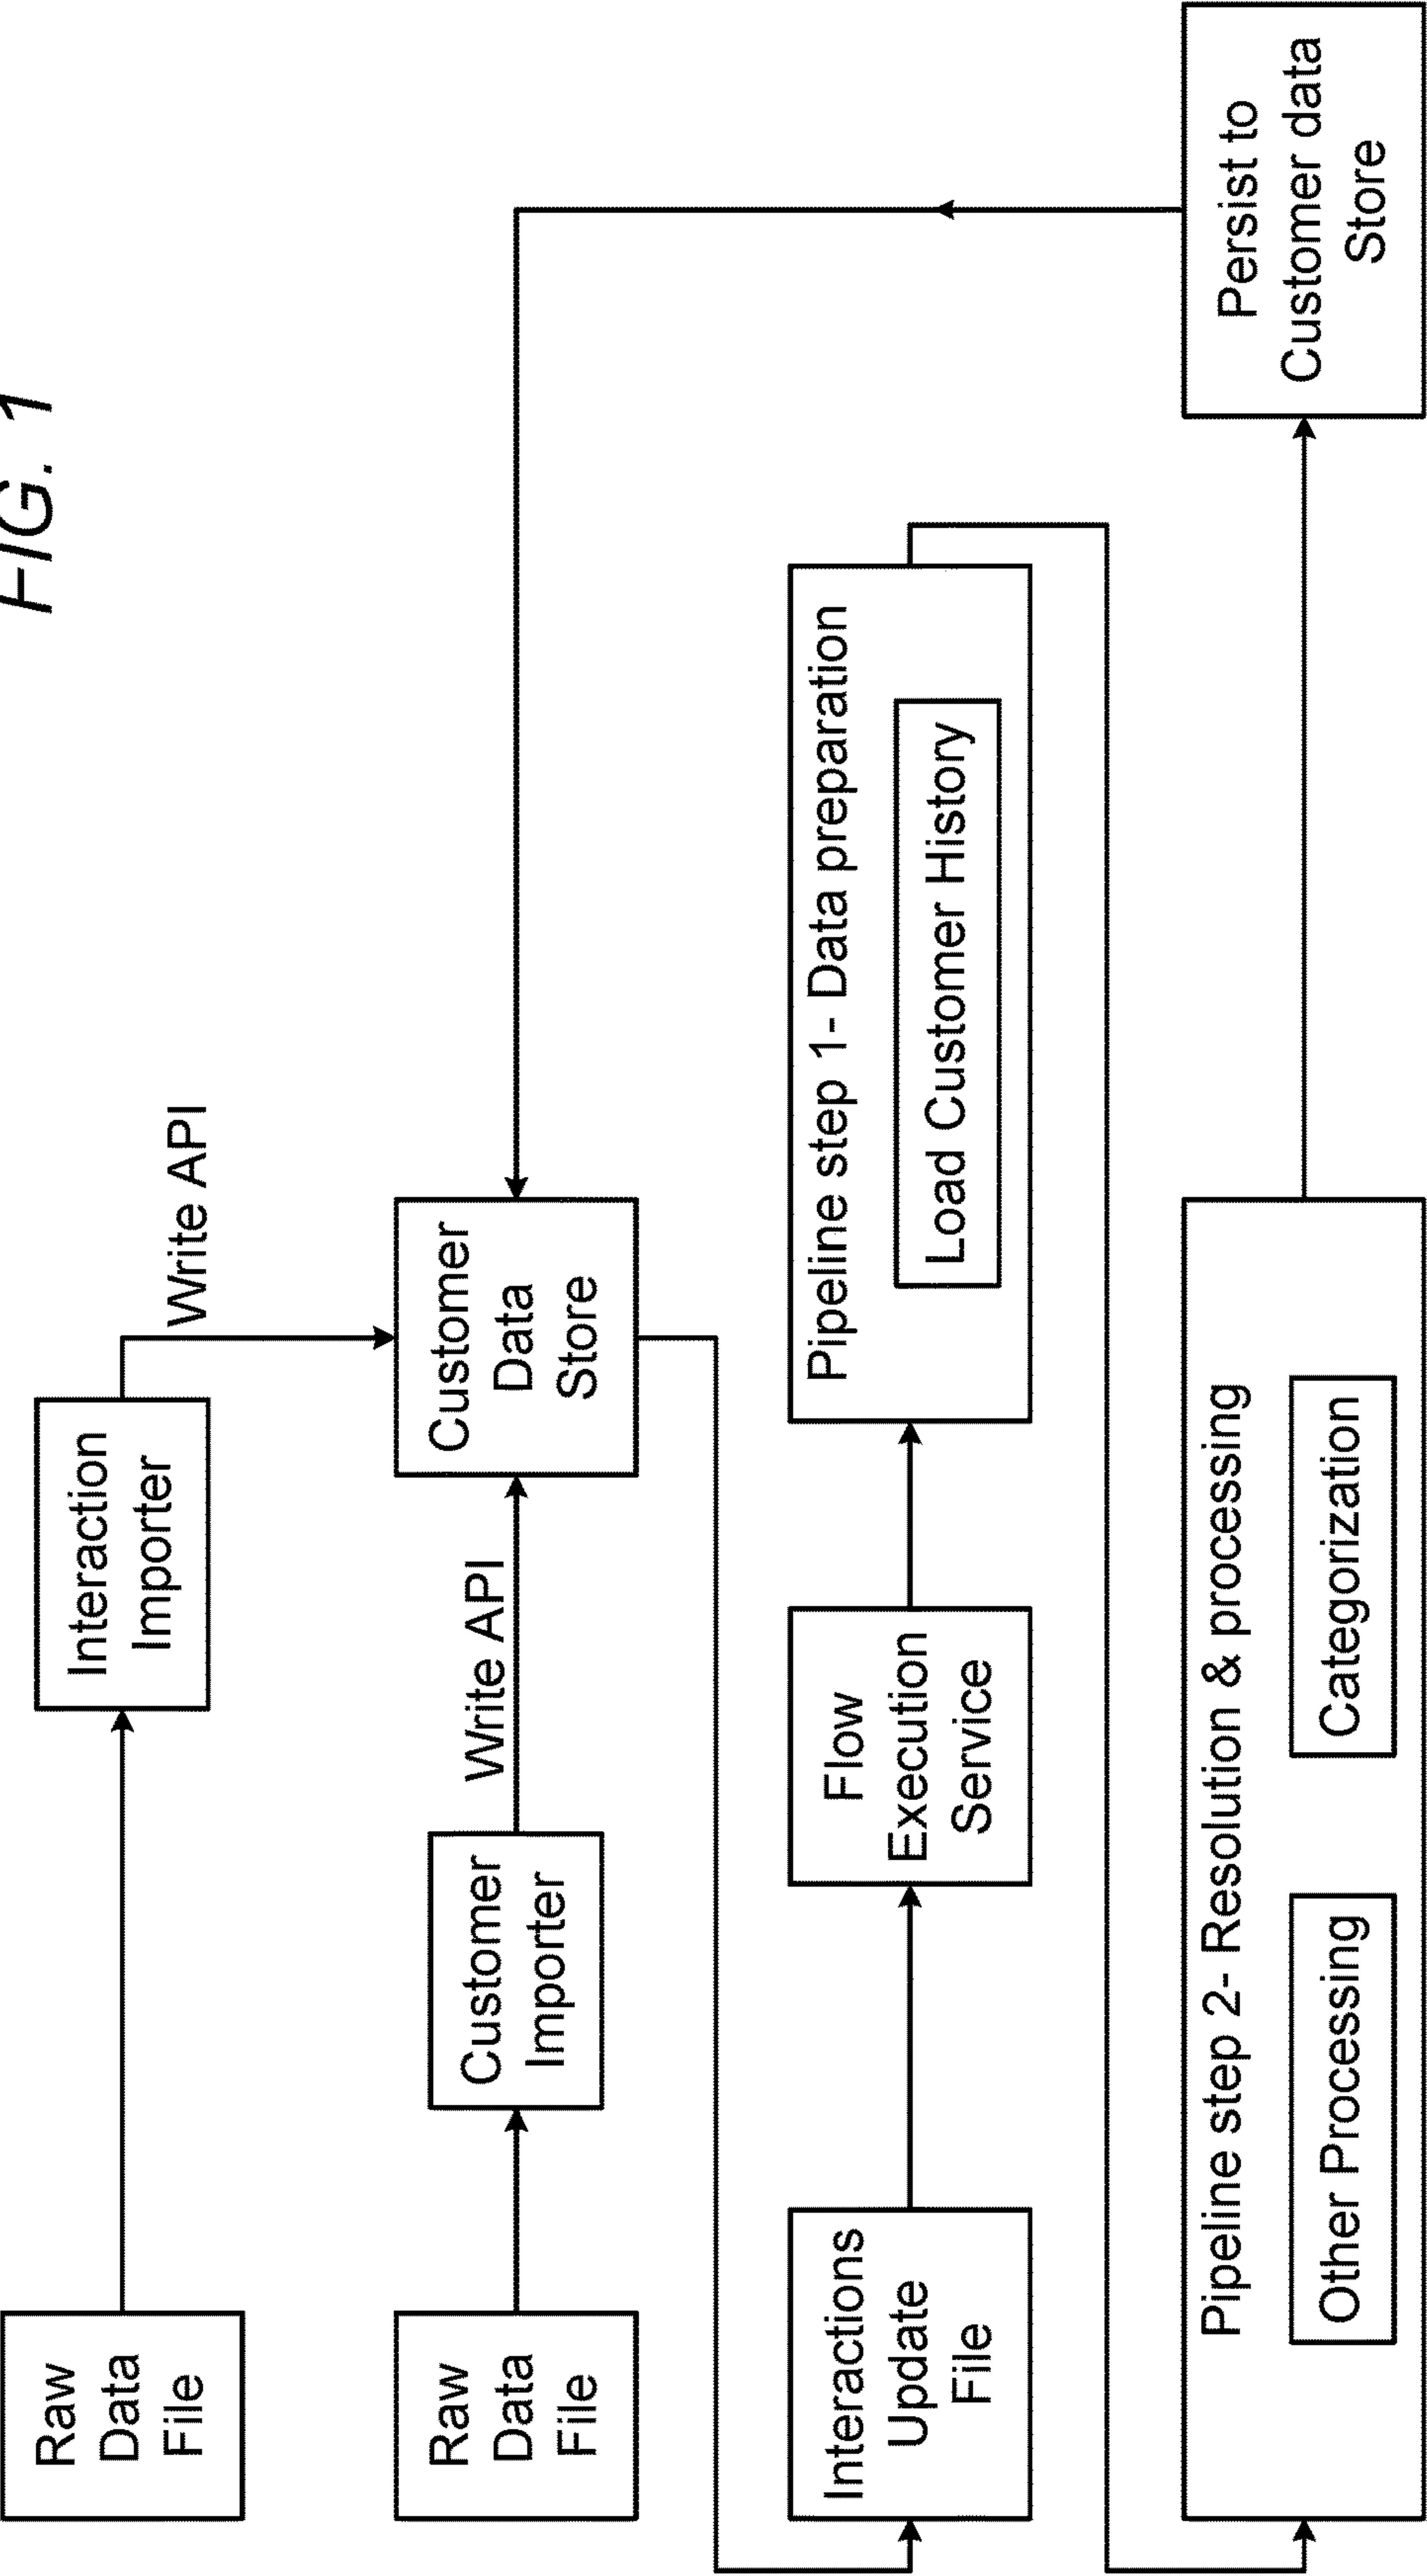 FIG. 1
Raw
Data
File
Interaction
Importer
Write API
Raw
Data
File
Customer
Importer
Write API
Customer
Data
Store
Interactions
Update
File
Flow
Execution
Service
Pipeline step 1- Data preparation
Load Customer History
Pipeline step 2- Resolution & processing
Other Processing
Categorization
Persist to
Customer data
Store